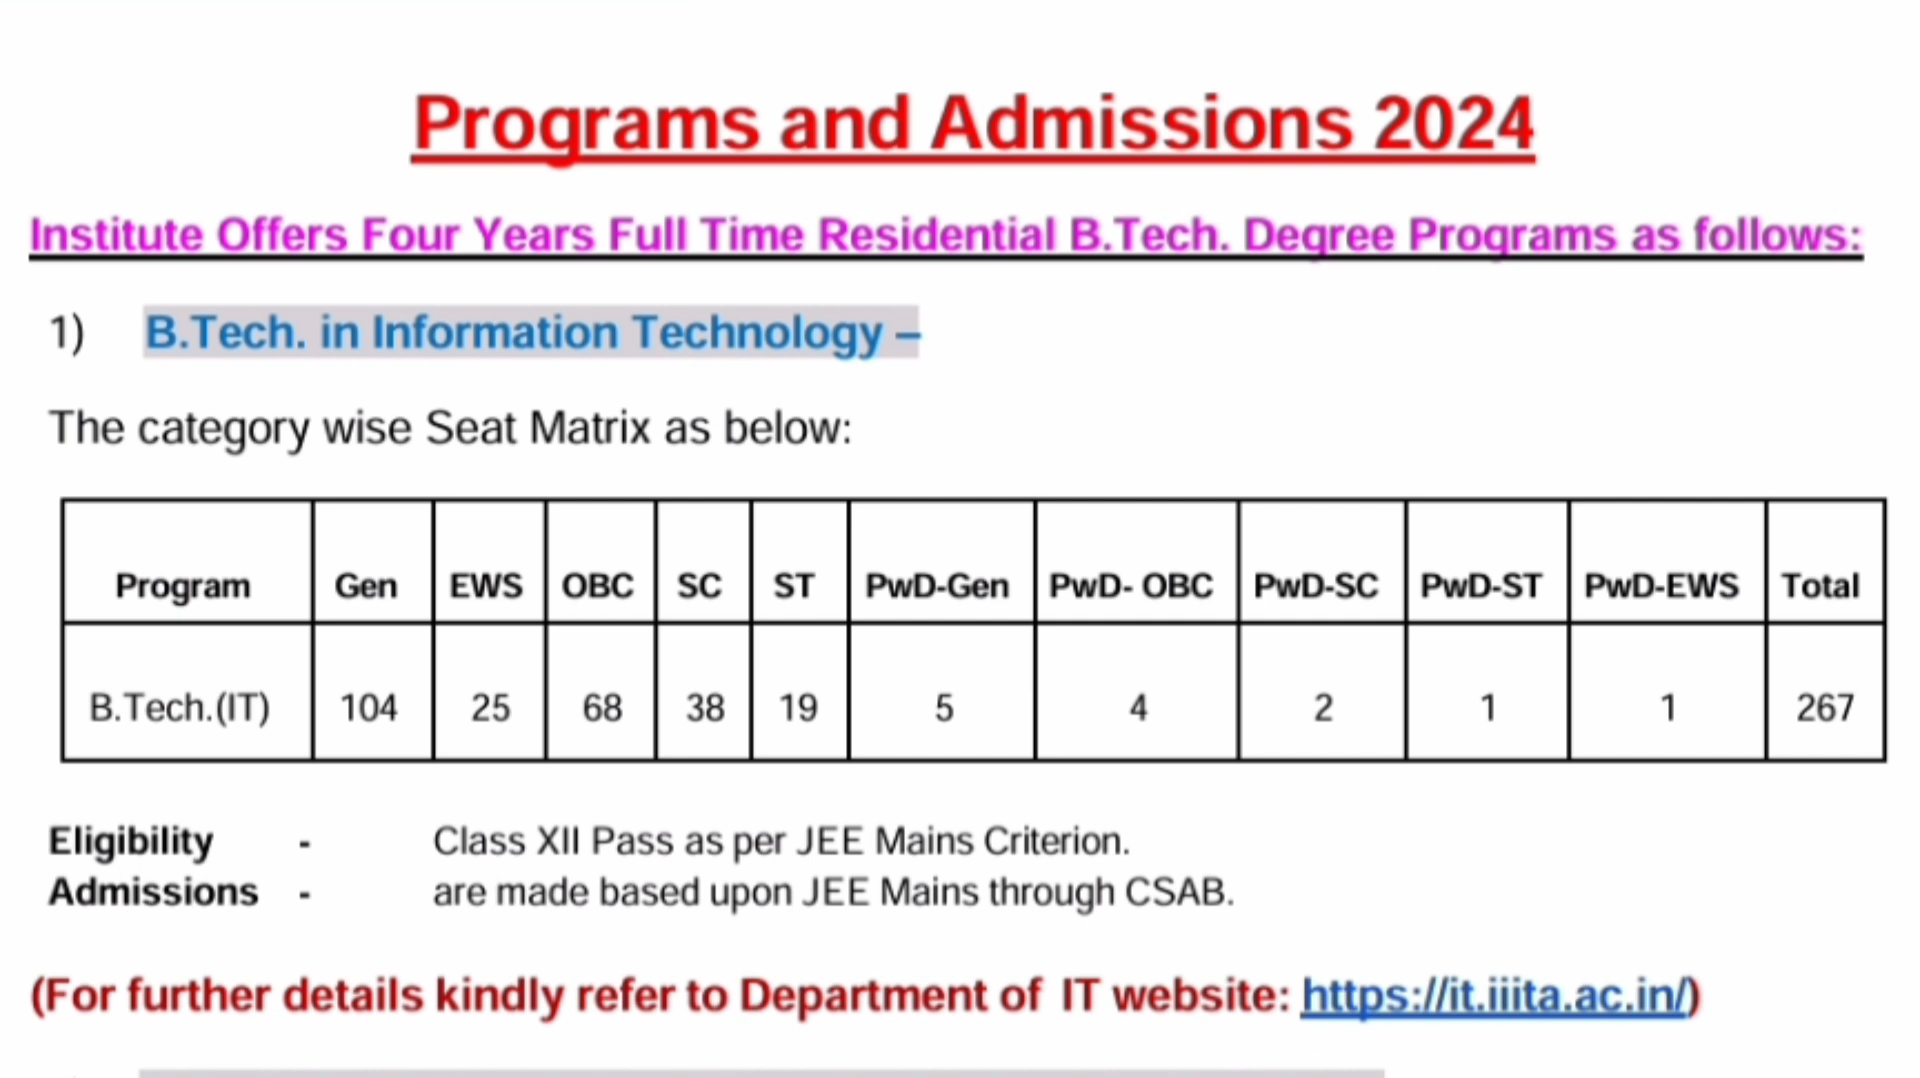 Programs and Admissions 2024
Institute Offers Four Years Full Time Residential B.Tech. Degree Programs as follows:
1) B.Tech. in Information Technology –
The category wise Seat Matrix as below:
Program Gen EWS OBC SC ST PwD-Gen PwD- OBC PwD-SC PwD-ST PwD-EWS Total
B.Tech.(IT) 104 25 68 38 19 5 4 2 1 1 267
Eligibility - Class XII Pass as per JEE Mains Criterion.
Admissions - are made based upon JEE Mains through CSAB.
(For further details kindly refer to Department of IT website: https://it.iiita.ac.in/)